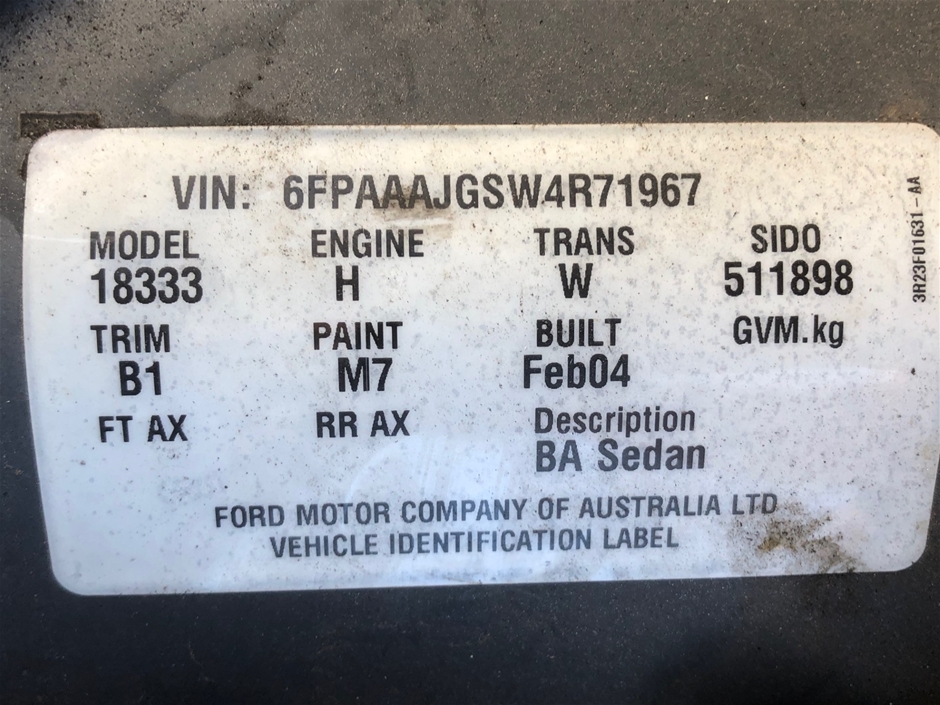 VIN: 6FPAAAJGSW4R71967
MODEL ENGINE TRANS SIDO
18333 H W 511898
TRIM PAINT BUILT GVM.kg
B1 M7 Feb04
FT AX RR AX Description
BA Sedan
FORD MOTOR COMPANY OF AUSTRALIA LTD
VEHICLE IDENTIFICATION LABEL
3R23F01631 - AA